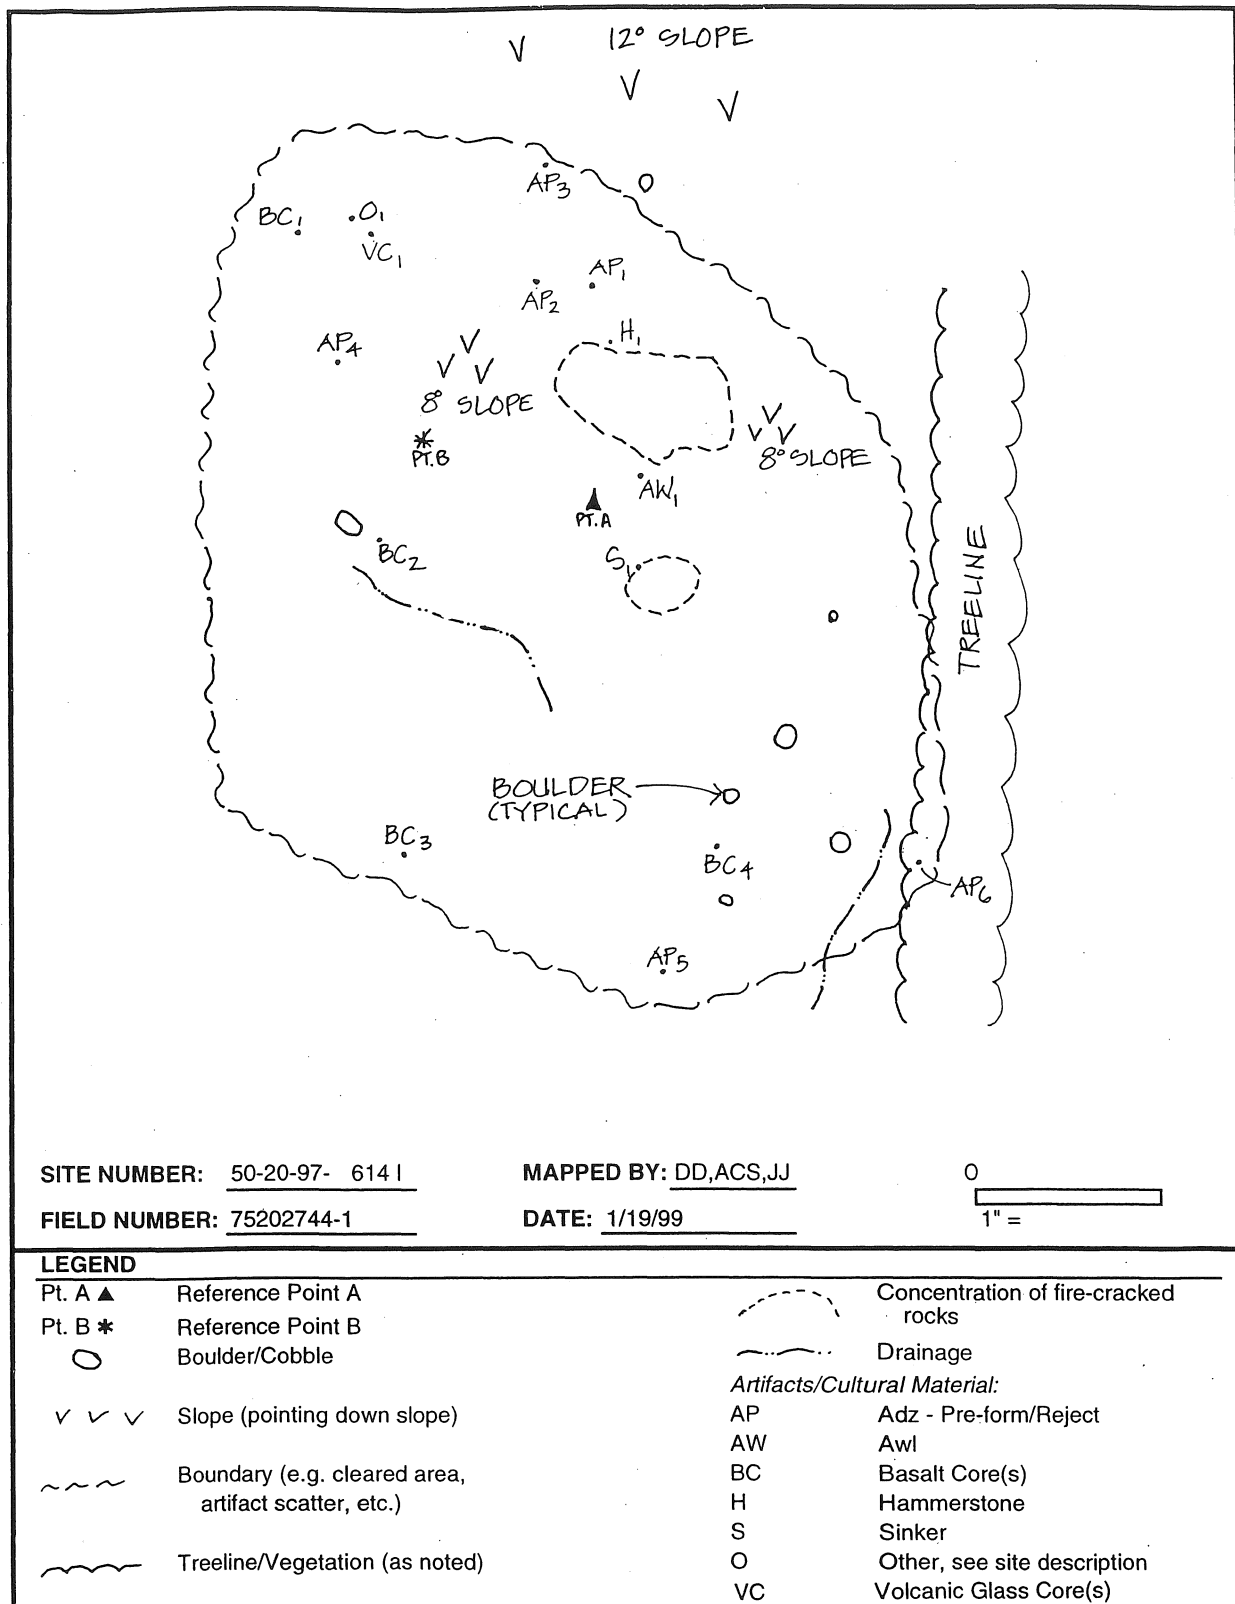 12° SLOPE
AP3
BC1
O1
VC1
AP1
AP2
H1
AP4
8° SLOPE
8° SLOPE
PT.B
AW1
PT.A
BC2
S1
TREELINE
BOULDER
(TYPICAL)
BC3
BC4
AP6
AP5
SITE NUMBER: 50-20-97- 614 I
MAPPED BY: DD,ACS,JJ
0
FIELD NUMBER: 75202744-1
DATE: 1/19/99
1" =
LEGEND
Pt. A ▲ Reference Point A
Pt. B * Reference Point B
Boulder/Cobble
Slope (pointing down slope)
Boundary (e.g. cleared area,
artifact scatter, etc.)
Treeline/Vegetation (as noted)
Concentration of fire-cracked
rocks
Drainage
Artifacts/Cultural Material:
AP Adz - Pre-form/Reject
AW Awl
BC Basalt Core(s)
H Hammerstone
S Sinker
O Other, see site description
VC Volcanic Glass Core(s)